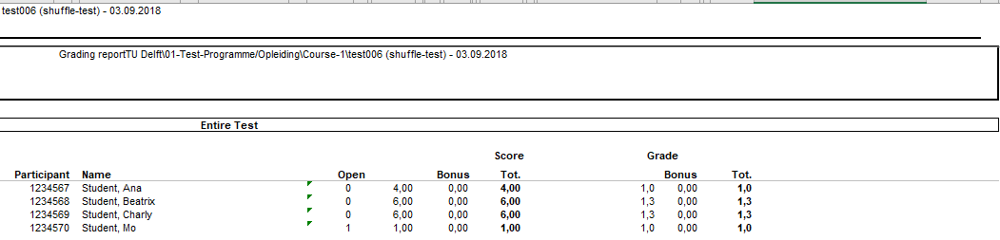 test006 (shuffle-test) - 03.09.2018
Grading reportTU Delft\01-Test-Programme/Opleiding\Course-1\test006 (shuffle-test) - 03.09.2018
Entire Test
Score Grade
Participant Name Open Bonus Tot. Bonus Tot.
1234567 Student, Ana 0 4,00 0,00 4,00 1,0 0,00 1,0
1234568 Student, Beatrix 0 6,00 0,00 6,00 1,3 0,00 1,3
1234569 Student, Charly 0 6,00 0,00 6,00 1,3 0,00 1,3
1234570 Student, Mo 1 1,00 0,00 1,00 1,0 0,00 1,0